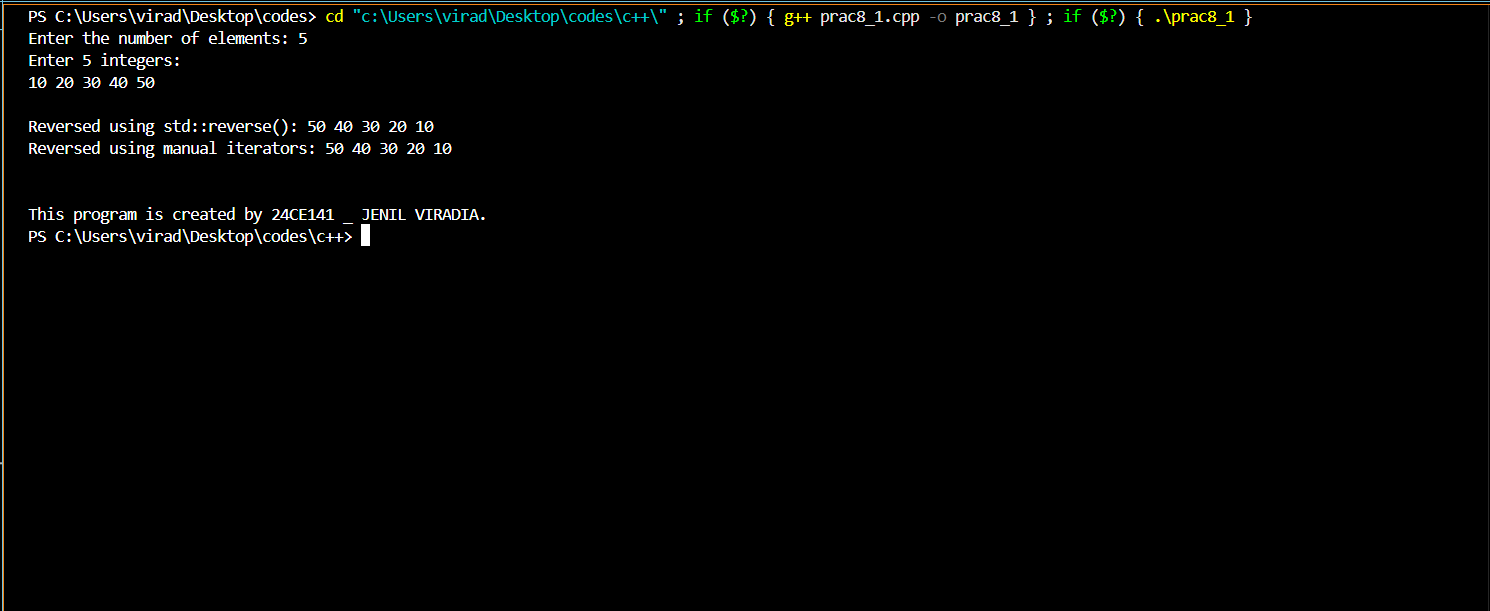 PS C:\Users\virad\Desktop\codes> cd "c:\Users\virad\Desktop\codes\c++\" ; if ($?) { g++ prac8_1.cpp -o prac8_1 } ; if ($?) { .\prac8_1 }
Enter the number of elements: 5
Enter 5 integers:
10 20 30 40 50
Reversed using std::reverse(): 50 40 30 20 10
Reversed using manual iterators: 50 40 30 20 10
This program is created by 24CE141 _ JENIL VIRADIA.
PS C:\Users\virad\Desktop\codes\c++>